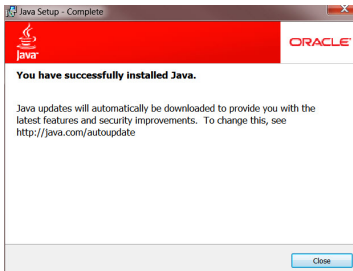 Java Setup - Complete
Java™
ORACLE®
You have successfully installed Java.
Java updates will automatically be downloaded to provide you with the
latest features and security improvements. To change this, see
http://java.com/autoupdate
Close